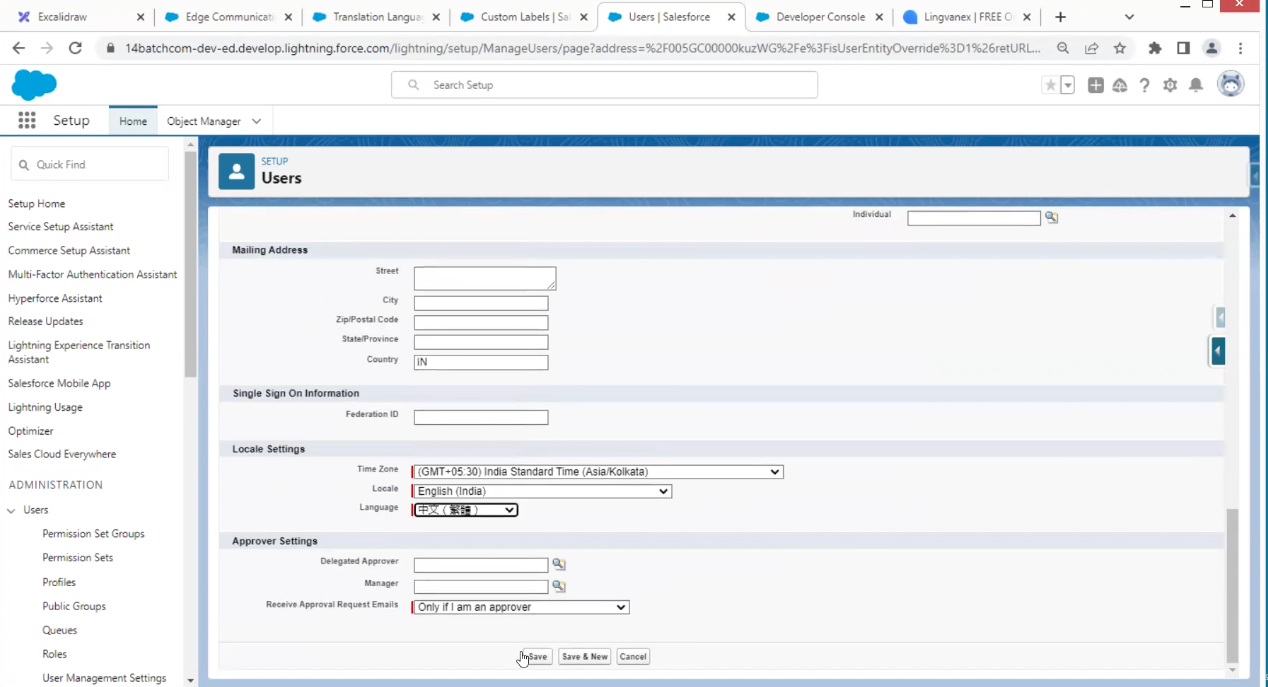 Excalidraw
Edge Communicati
Translation Langua
Custom Labels | Sal
Users | Salesforce
Developer Console
Lingvanex | FREE O
14batchcom-dev-ed.develop.lightning.force.com/lightning/setup/ManageUsers/page?address=%2F005GC00000kuzWG%2Fe%3FisUserEntityOverride%3D1%26retURL...
Search Setup
Setup
Home
Object Manager
Quick Find
Setup Home
Service Setup Assistant
Commerce Setup Assistant
Multi-Factor Authentication Assistant
Hyperforce Assistant
Release Updates
Lightning Experience Transition
Assistant
Salesforce Mobile App
Lightning Usage
Optimizer
Sales Cloud Everywhere
ADMINISTRATION
Users
Permission Set Groups
Permission Sets
Profiles
Public Groups
Queues
Roles
User Management Settings
SETUP
Users
Individual
Mailing Address
Street
City
Zip/Postal Code
State/Province
Country IN
Single Sign On Information
Federation ID
Locale Settings
Time Zone (GMT+05:30) India Standard Time (Asia/Kolkata)
Locale English (India)
Language 中文（繁體）
Approver Settings
Delegated Approver
Manager
Receive Approval Request Emails Only if I am an approver
Save Save & New Cancel